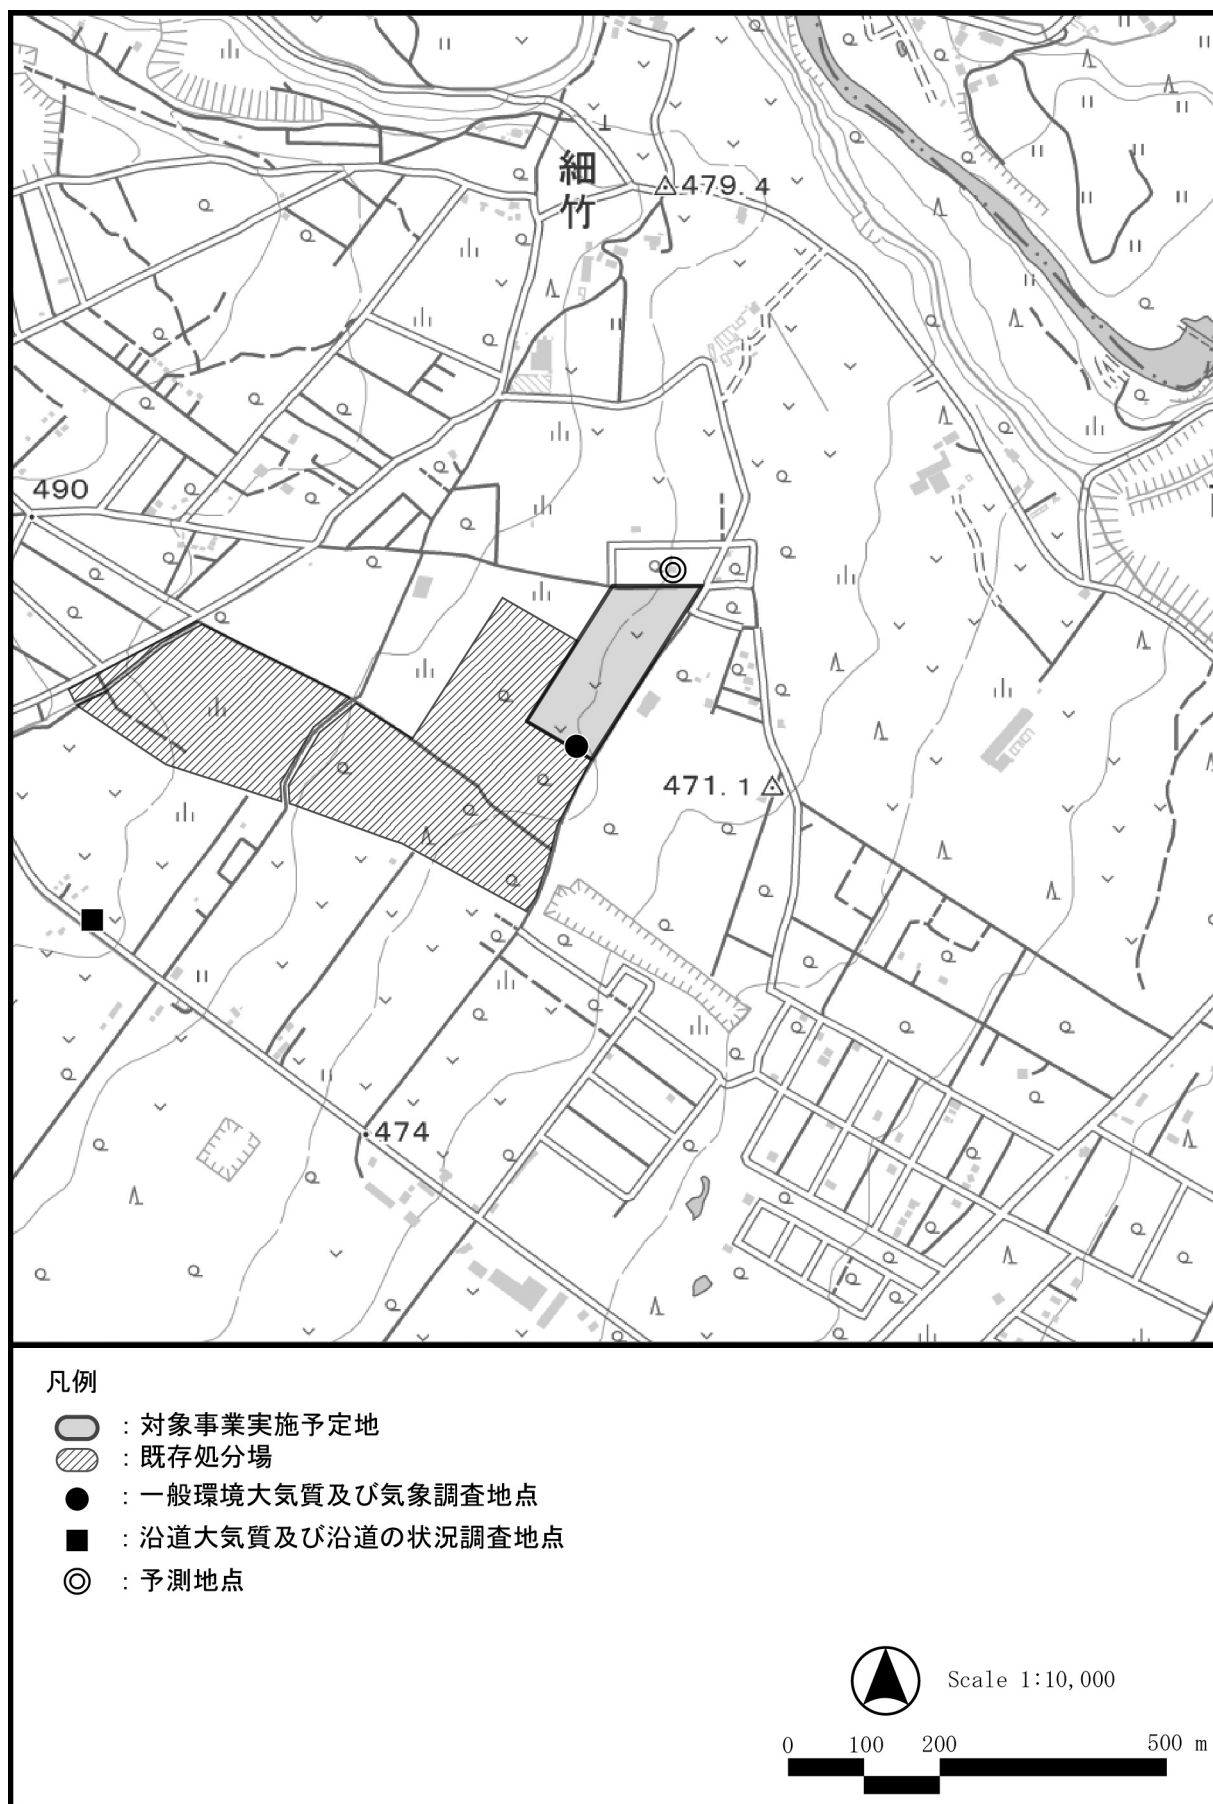 細竹
479.4
490
471.1
474
凡例
：対象事業実施予定地
：既存処分場
：一般環境大気質及び気象調査地点
：沿道大気質及び沿道の状況調査地点
：予測地点
Scale 1:10,000
0 100 200 500 m